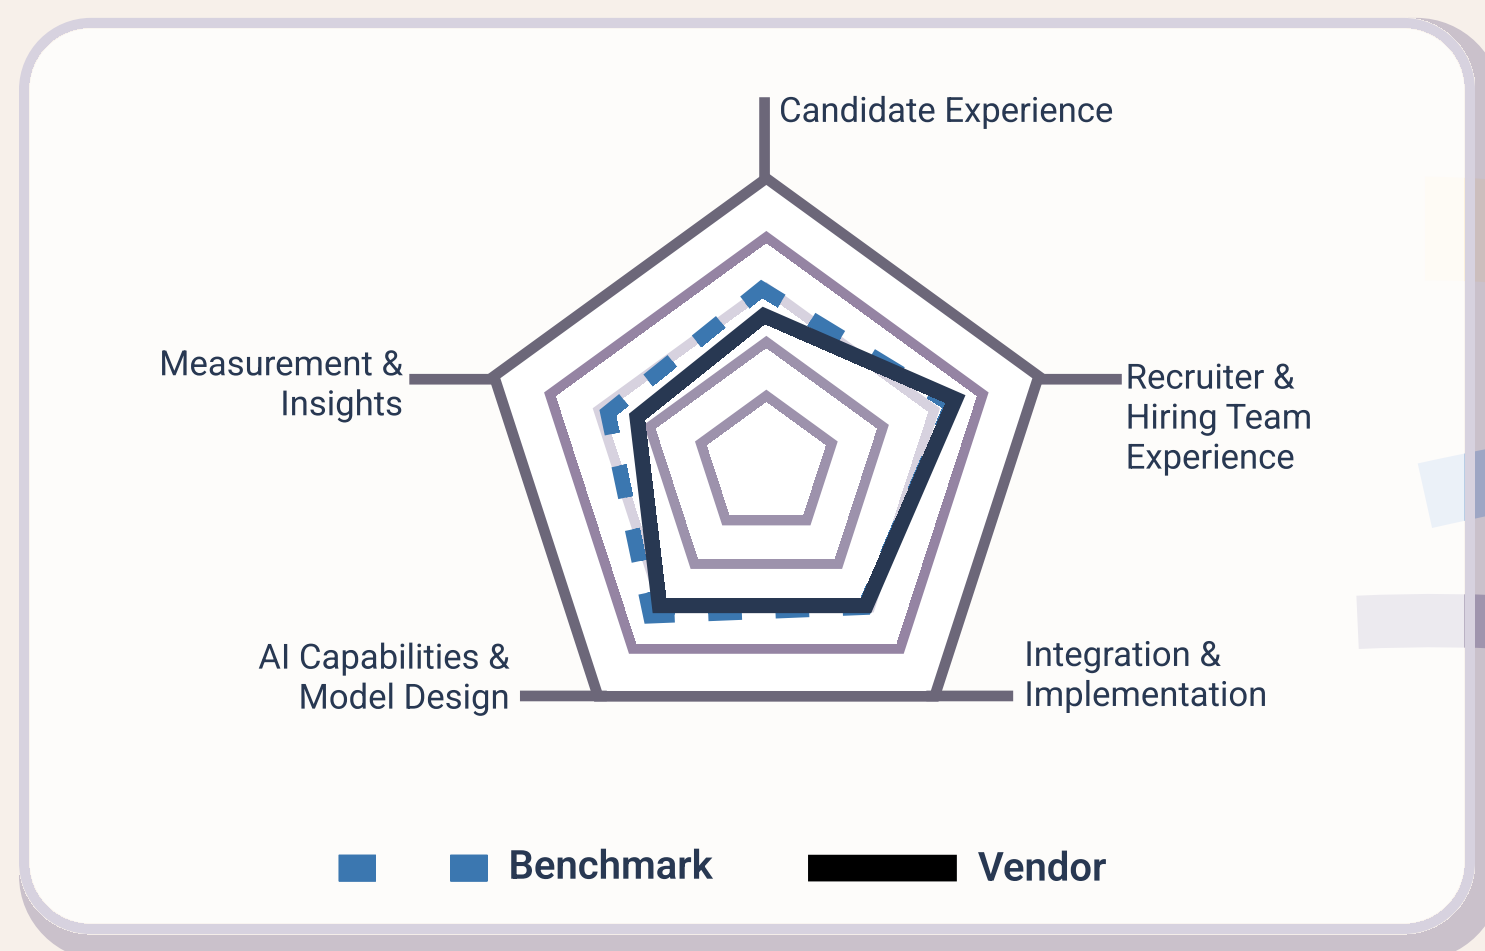 Candidate Experience
Measurement &
Insights
Recruiter &
Hiring Team
Experience
AI Capabilities &
Model Design
Integration &
Implementation
Benchmark
Vendor